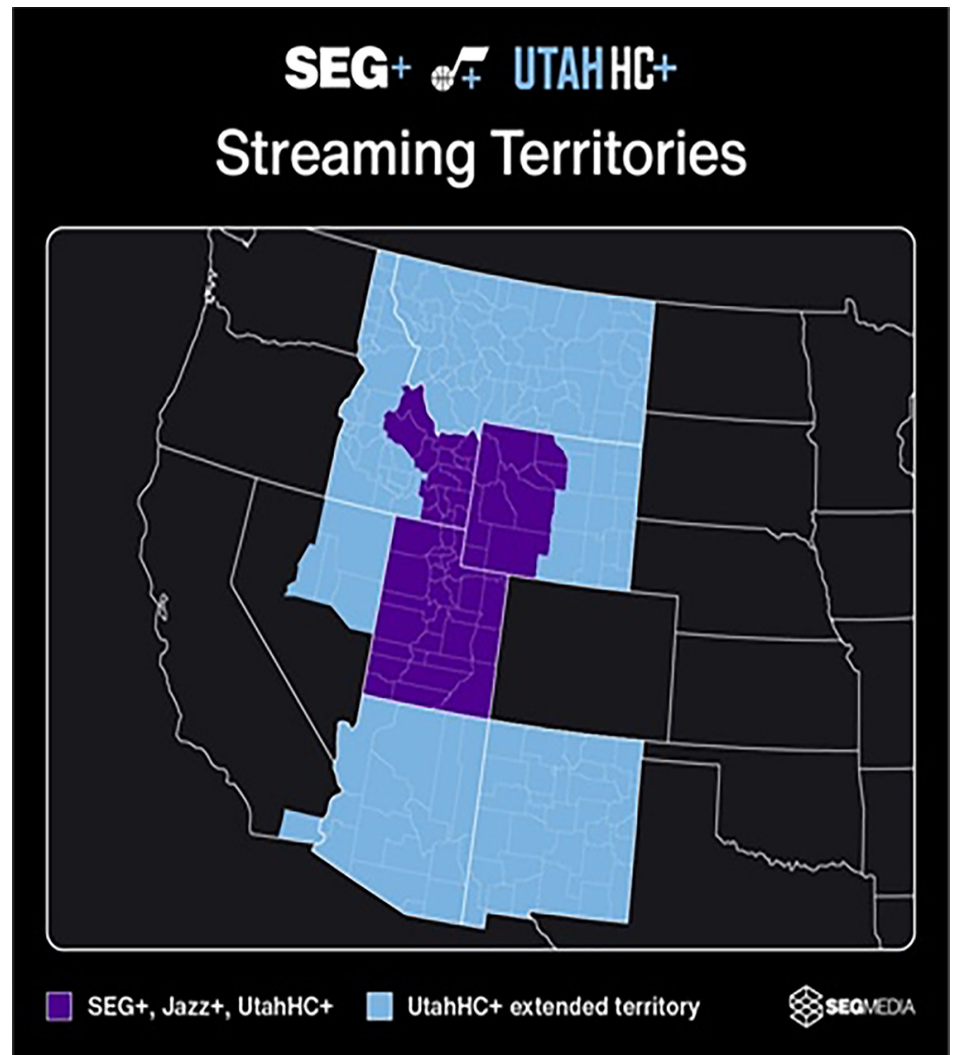 SEG+ + UTAH HC+
Streaming Territories
SEG+, Jazz+, UtahHC+
UtahHC+ extended territory
SEGMEDIA